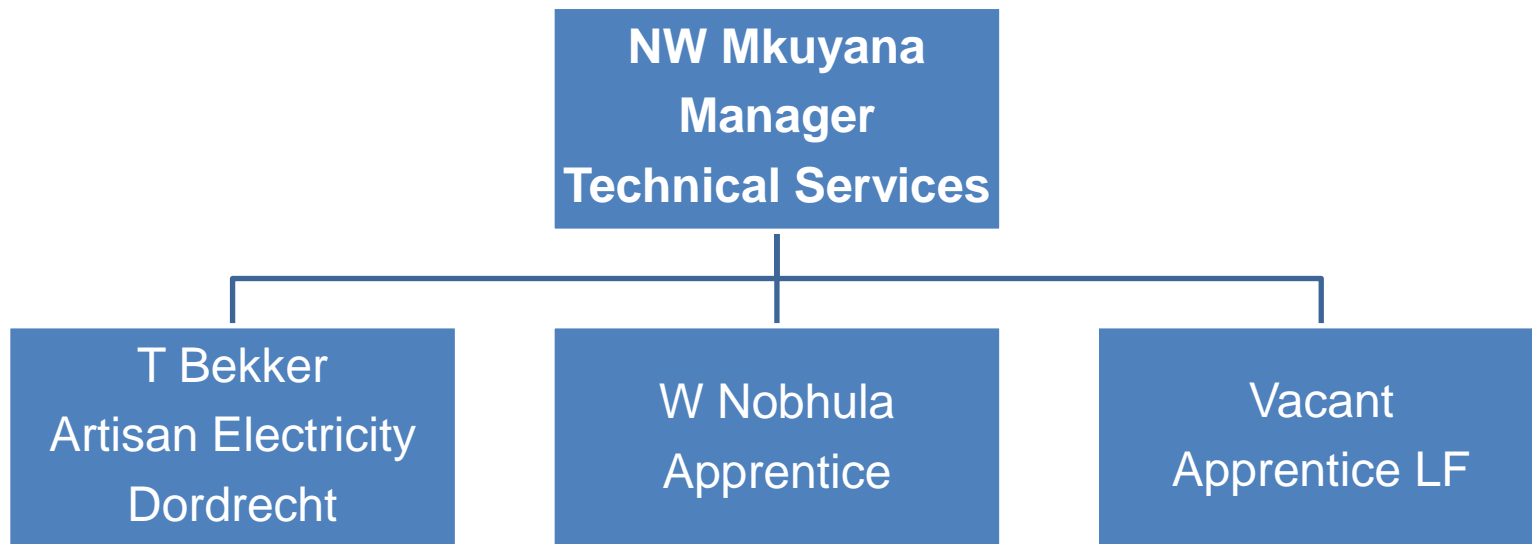 NW Mkuyana
Manager
Technical Services
T Bekker
Artisan Electricity
Dordrecht
W Nobhula
Apprentice
Vacant
Apprentice LF